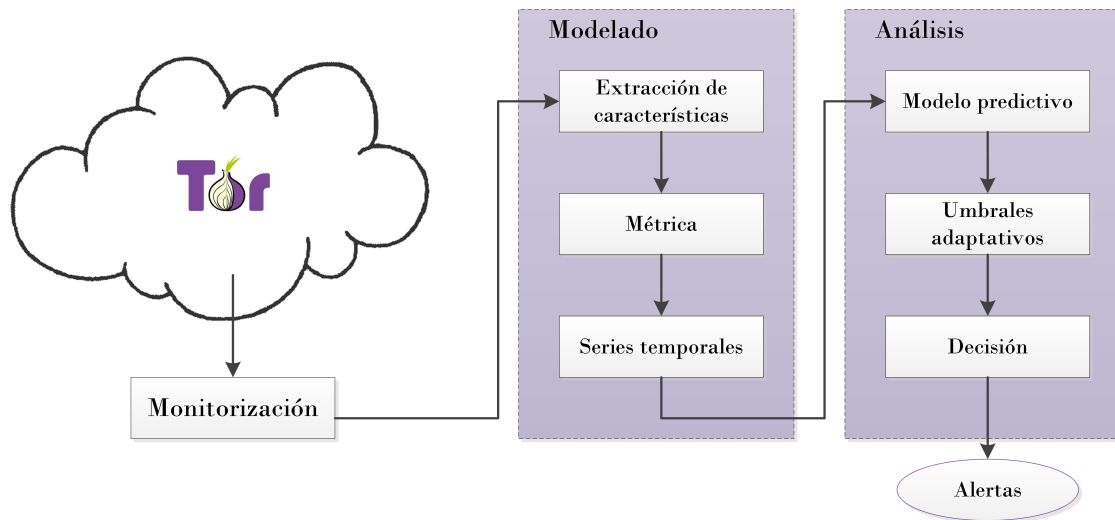 Tor
Monitorización
Modelado
Extracción de
características
Métrica
Series temporales
Análisis
Modelo predictivo
Umbrales
adaptativos
Decisión
Alertas